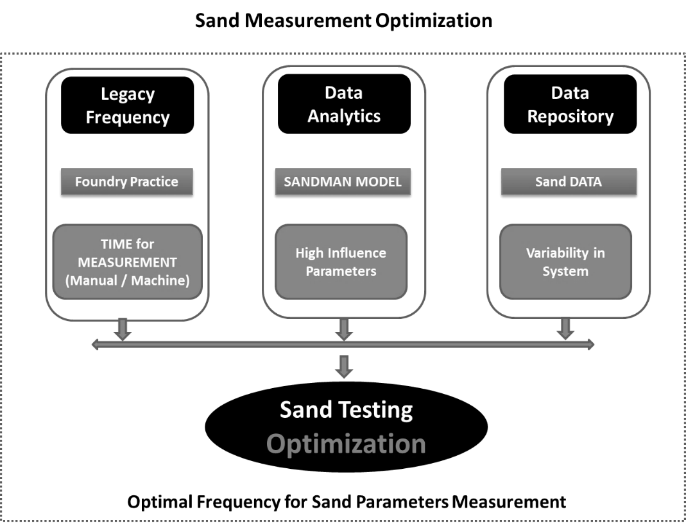 Sand Measurement Optimization
Legacy
Frequency
Foundry Practice
TIME for
MEASUREMENT
(Manual / Machine)
Data
Analytics
SANDMAN MODEL
High Influence
Parameters
Data
Repository
Sand DATA
Variability in
System
Sand Testing
Optimization
Optimal Frequency for Sand Parameters Measurement